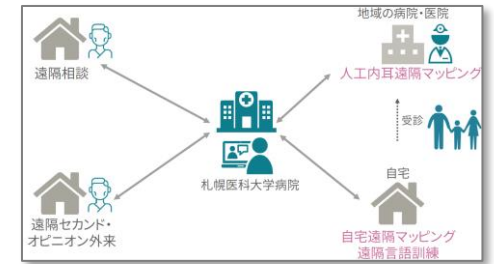 地域の病院・医院
遠隔相談
人工内耳遠隔マッピング
受診
札幌医科大学病院
自宅
遠隔セカンド・
オピニオン外来
自宅遠隔マッピング
遠隔言語訓練